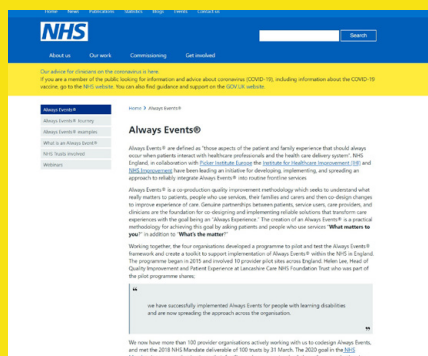 Home News Publications Statistics Blogs Events Contact us
NHS
Search
About us Our work Commissioning Get involved
Our advice for clinicians on the coronavirus is here.
If you are a member of the public looking for information and advice about coronavirus (COVID-19), including information about the COVID-19
vaccine, go to the NHS website. You can also find guidance and support on the GOV.UK website.
Home > Always Events®
Always Events®
Always Events® journey
Always Events® examples
What is an Always Event®
NHS Trusts involved
Webinars
Always Events®
Always Events® are defined as "those aspects of the patient and family experience that should always
occur when patients interact with healthcare professionals and the health care delivery system". NHS
England, in collaboration with Picker Institute Europe the Institute for Healthcare Improvement (IHI) and
NHS Improvement have been leading an initiative for developing, implementing, and spreading an
approach to reliably integrate Always Events® into routine frontline services
Always Events® is a co-production quality improvement methodology which seeks to understand what
really matters to patients, people who use services, their families and carers and then co-design changes
to improve experience of care. Genuine partnerships between patients, service users, care providers, and
clinicians are the foundation for co-designing and implementing reliable solutions that transform care
experiences with the goal being an "Always Experience." The creation of an Always Events® is a practical
methodology for achieving this goal by asking patients and people who use services "What matters to
you?" in addition to "What's the matter?"
Working together, the four organisations developed a programme to pilot and test the Always Events®
framework and create a toolkit to support implementation of Always Events® within the NHS in England.
The programme began in 2015 and involved 10 provider pilot sites across England. Helen Lee, Head of
Quality Improvement and Patient Experience at Lancashire Care NHS Foundation Trust who was part of
the pilot programme shares:
"
we have successfully implemented Always Events for people with learning disabilities
and are now spreading the approach across the organisation.
"
We now have more than 100 provider organisations actively working with us to codesign Always Events,
and met the 2018 NHS Mandate deliverable of 100 trusts by 31 March. The 2020 goal in the NHS